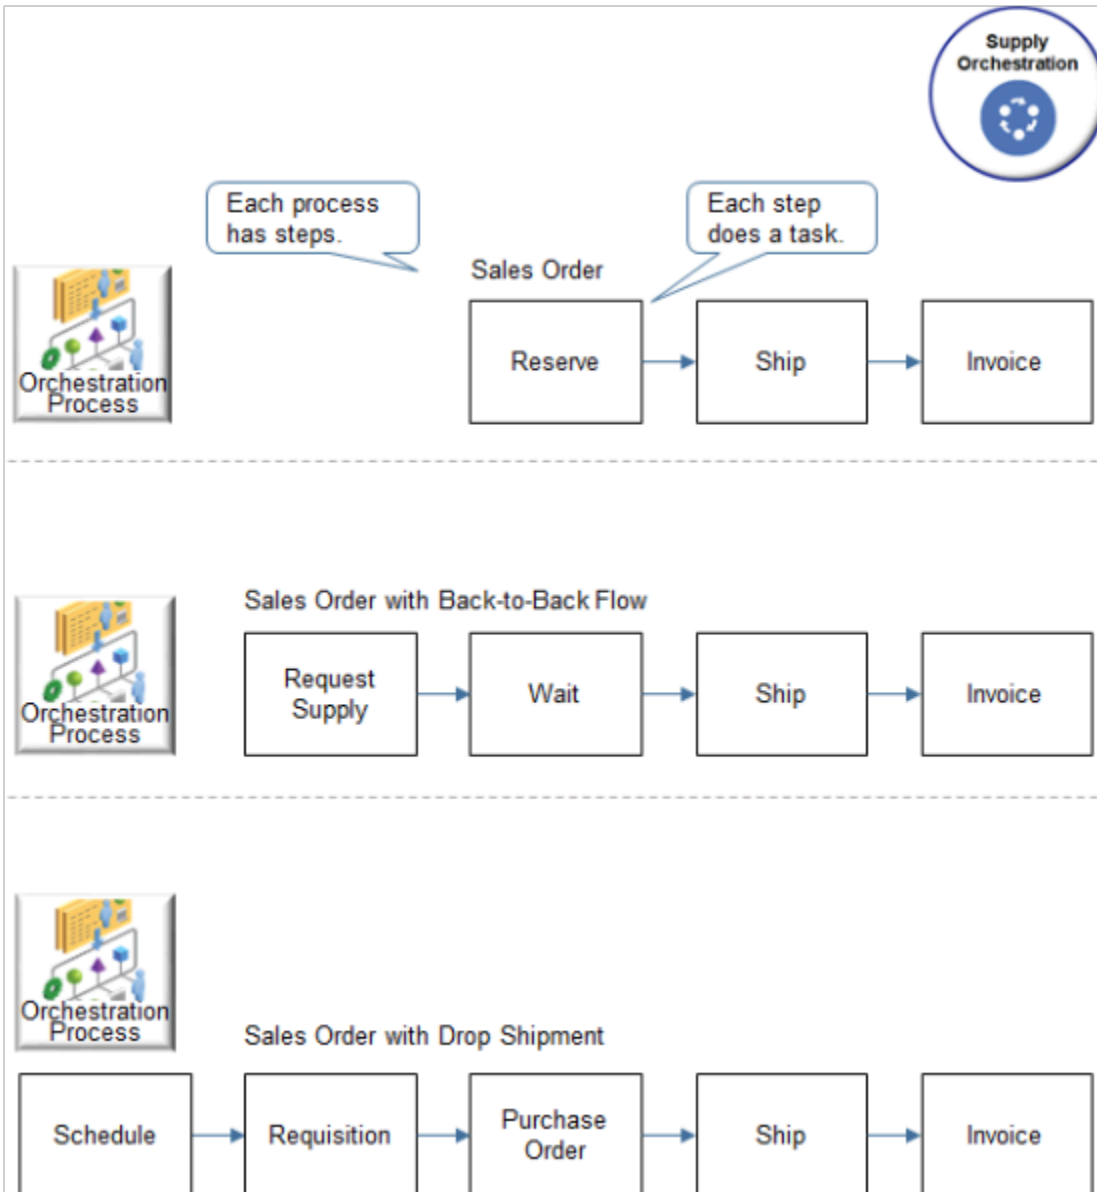 Supply
Orchestration
Each process
has steps.
Each step
does a task.
Sales Order
Orchestration
Process
Reserve
Ship
Invoice
Sales Order with Back-to-Back Flow
Orchestration
Process
Request
Supply
Wait
Ship
Invoice
Orchestration
Process
Sales Order with Drop Shipment
Schedule
Requisition
Purchase
Order
Ship
Invoice